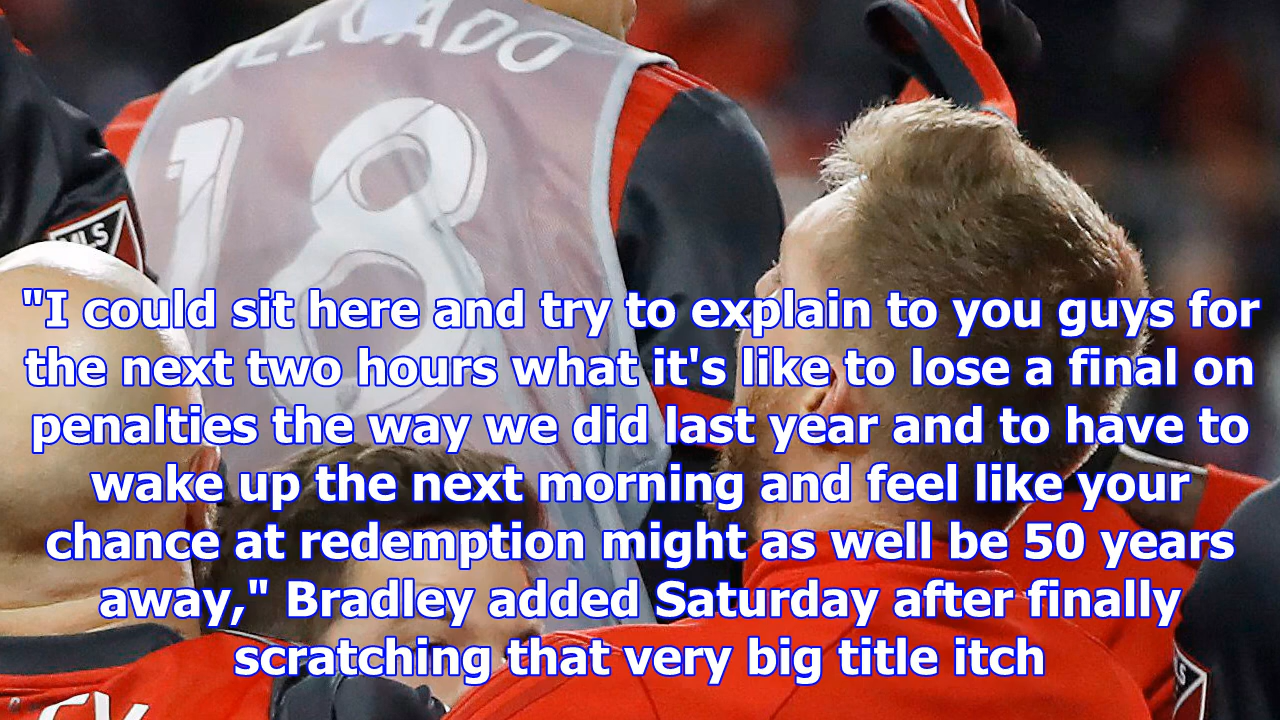 DELGADO
18
MLS
"I could sit here and try to explain to you guys for
the next two hours what it's like to lose a final on
penalties the way we did last year and to have to
wake up the next morning and feel like your
chance at redemption might as well be 50 years
away," Bradley added Saturday after finally
scratching that very big title itch